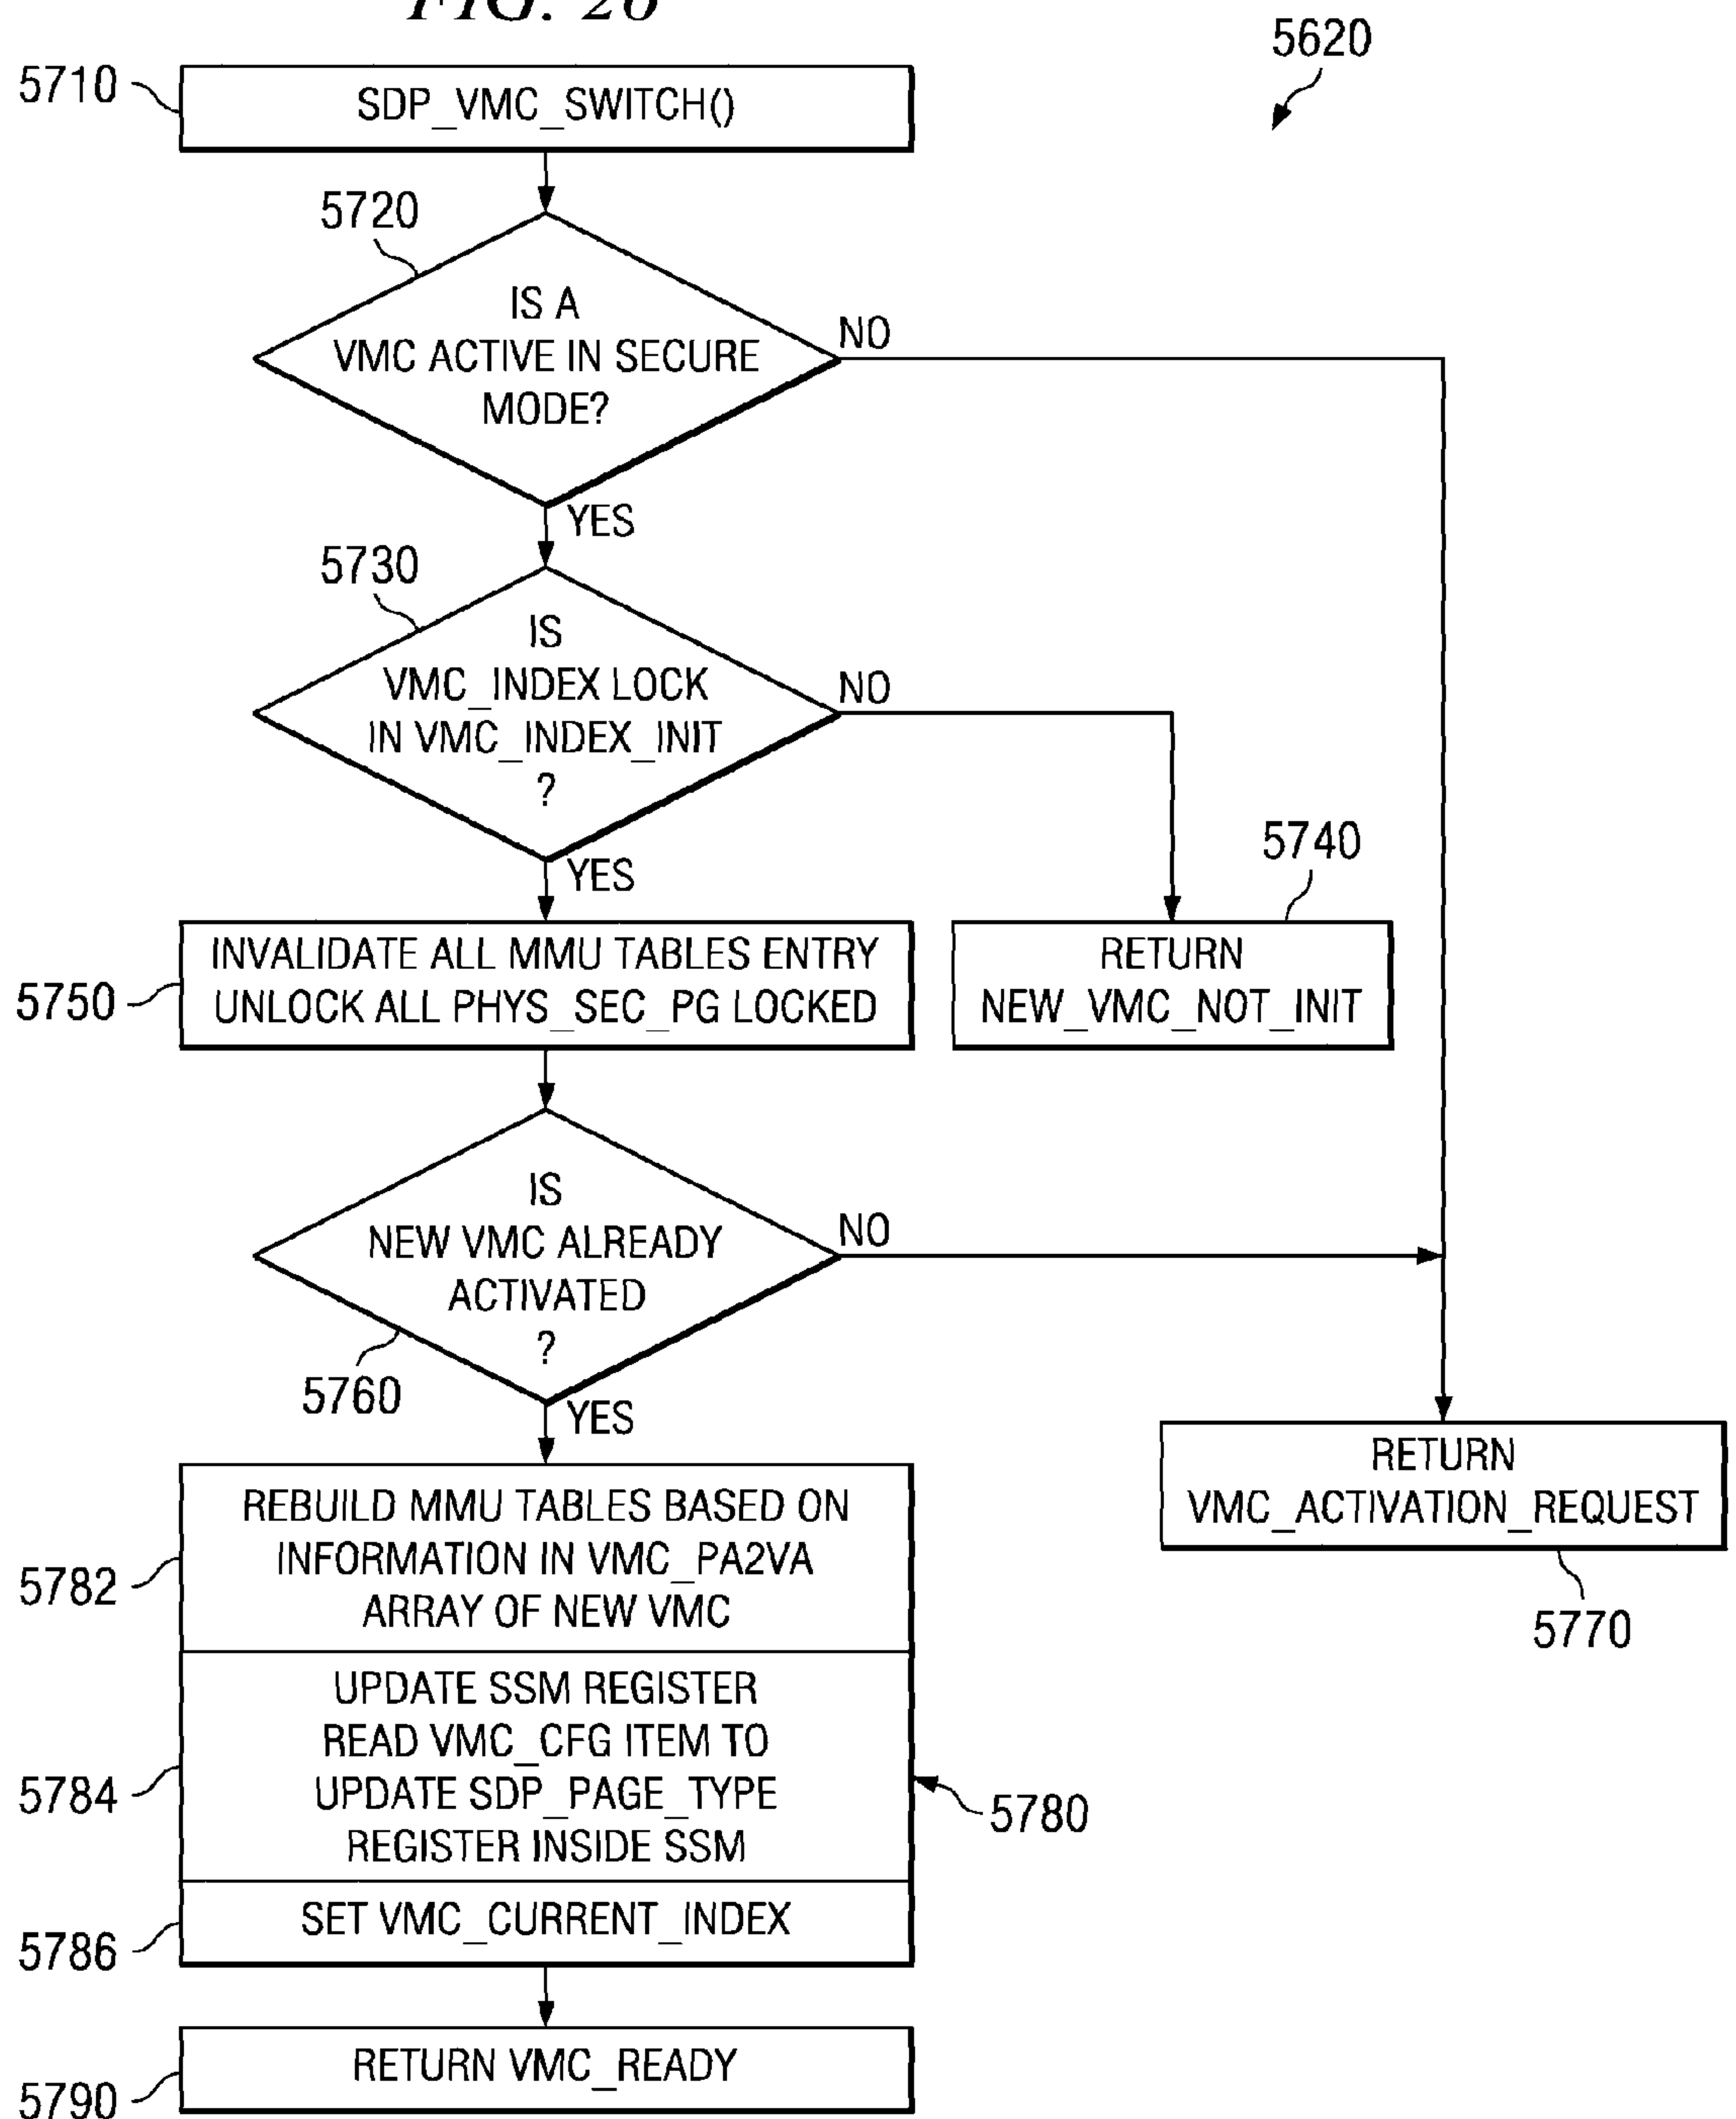 5620
5710
SDP_VMC_SWITCH()
5720
IS A
VMC ACTIVE IN SECURE
MODE?
NO
YES
5730
IS
VMC_INDEX LOCK
IN VMC_INDEX_INIT
?
NO
YES
5740
RETURN
NEW_VMC_NOT_INIT
5750
INVALIDATE ALL MMU TABLES ENTRY
UNLOCK ALL PHYS_SEC_PG LOCKED
IS
NEW VMC ALREADY
ACTIVATED
?
NO
5760
YES
RETURN
VMC_ACTIVATION_REQUEST
5770
5782
REBUILD MMU TABLES BASED ON
INFORMATION IN VMC_PA2VA
ARRAY OF NEW VMC
5784
UPDATE SSM REGISTER
READ VMC_CFG ITEM TO
UPDATE SDP_PAGE_TYPE
REGISTER INSIDE SSM
5780
5786
SET VMC_CURRENT_INDEX
5790
RETURN VMC_READY